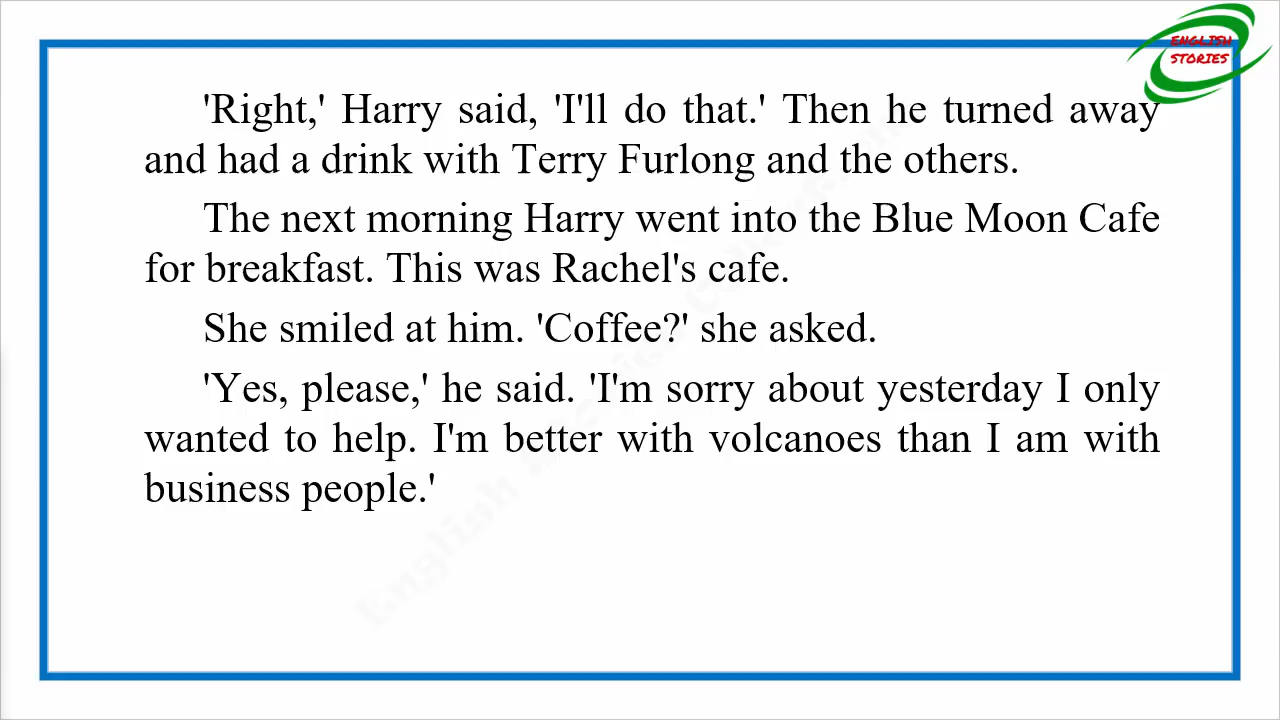 ENGLISH
STORIES
'Right,' Harry said, 'I'll do that.' Then he turned away
and had a drink with Terry Furlong and the others.
The next morning Harry went into the Blue Moon Cafe
for breakfast. This was Rachel's cafe.
She smiled at him. 'Coffee?' she asked.
'Yes, please,' he said. 'I'm sorry about yesterday I only
wanted to help. I'm better with volcanoes than I am with
business people.'
English